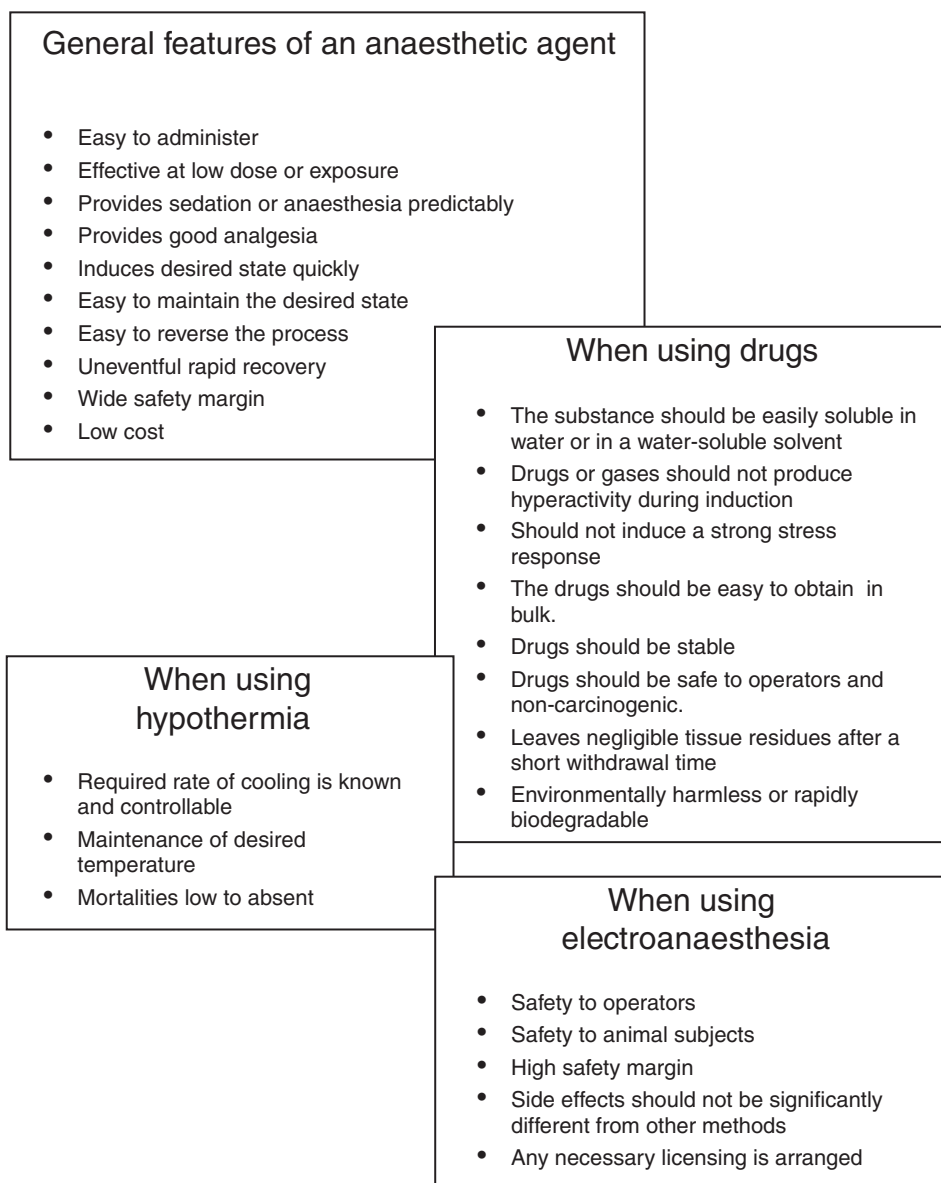 General features of an anaesthetic agent
• Easy to administer
• Effective at low dose or exposure
• Provides sedation or anaesthesia predictably
• Provides good analgesia
• Induces desired state quickly
• Easy to maintain the desired state
• Easy to reverse the process
• Uneventful rapid recovery
• Wide safety margin
• Low cost
When using drugs
• The substance should be easily soluble in
water or in a water-soluble solvent
• Drugs or gases should not produce
hyperactivity during induction
• Should not induce a strong stress
response
• The drugs should be easy to obtain in
bulk.
• Drugs should be stable
• Drugs should be safe to operators and
non-carcinogenic.
• Leaves negligible tissue residues after a
short withdrawal time
• Environmentally harmless or rapidly
biodegradable
When using
hypothermia
• Required rate of cooling is known
and controllable
• Maintenance of desired
temperature
• Mortalities low to absent
When using
electroanaesthesia
• Safety to operators
• Safety to animal subjects
• High safety margin
• Side effects should not be significantly
different from other methods
• Any necessary licensing is arranged